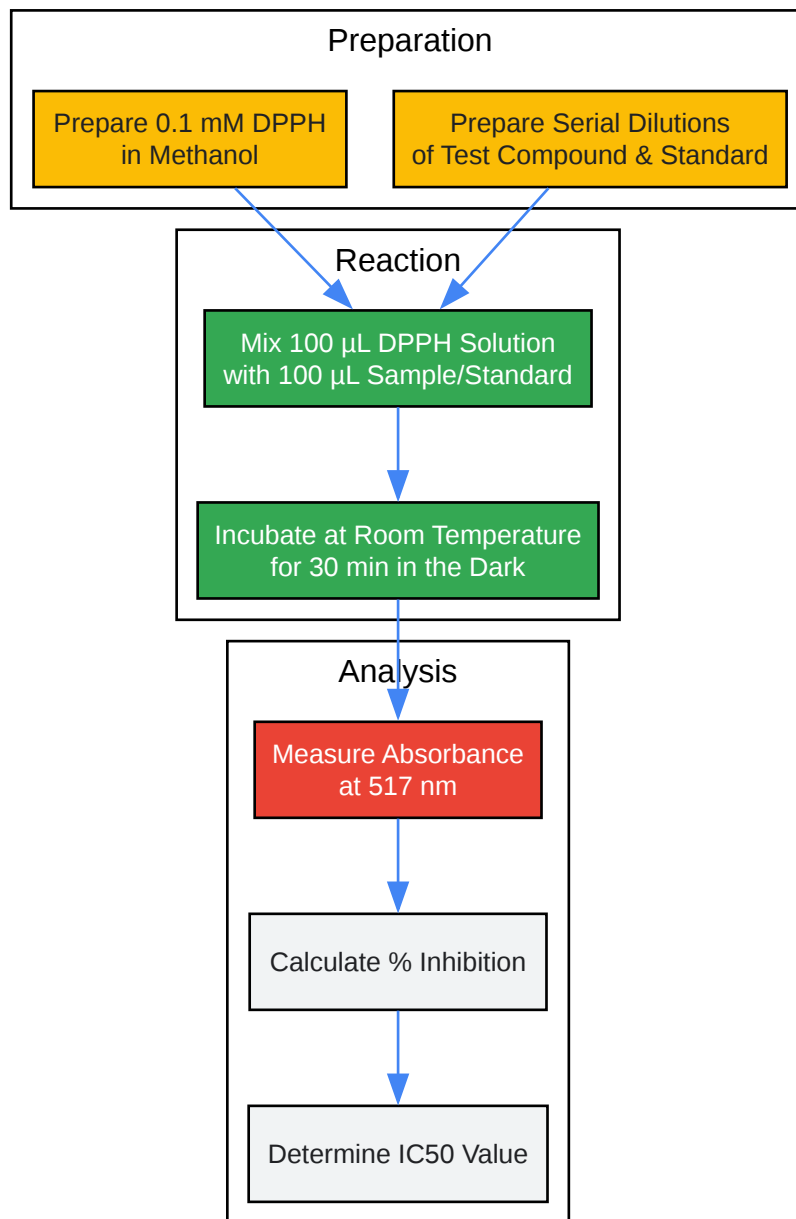 Preparation
Prepare 0.1 mM DPPH
in Methanol
Prepare Serial Dilutions
of Test Compound & Standard
Reaction
Mix 100 µL DPPH Solution
with 100 µL Sample/Standard
Incubate at Room Temperature
for 30 min in the Dark
Analysis
Measure Absorbance
at 517 nm
Calculate % Inhibition
Determine IC50 Value